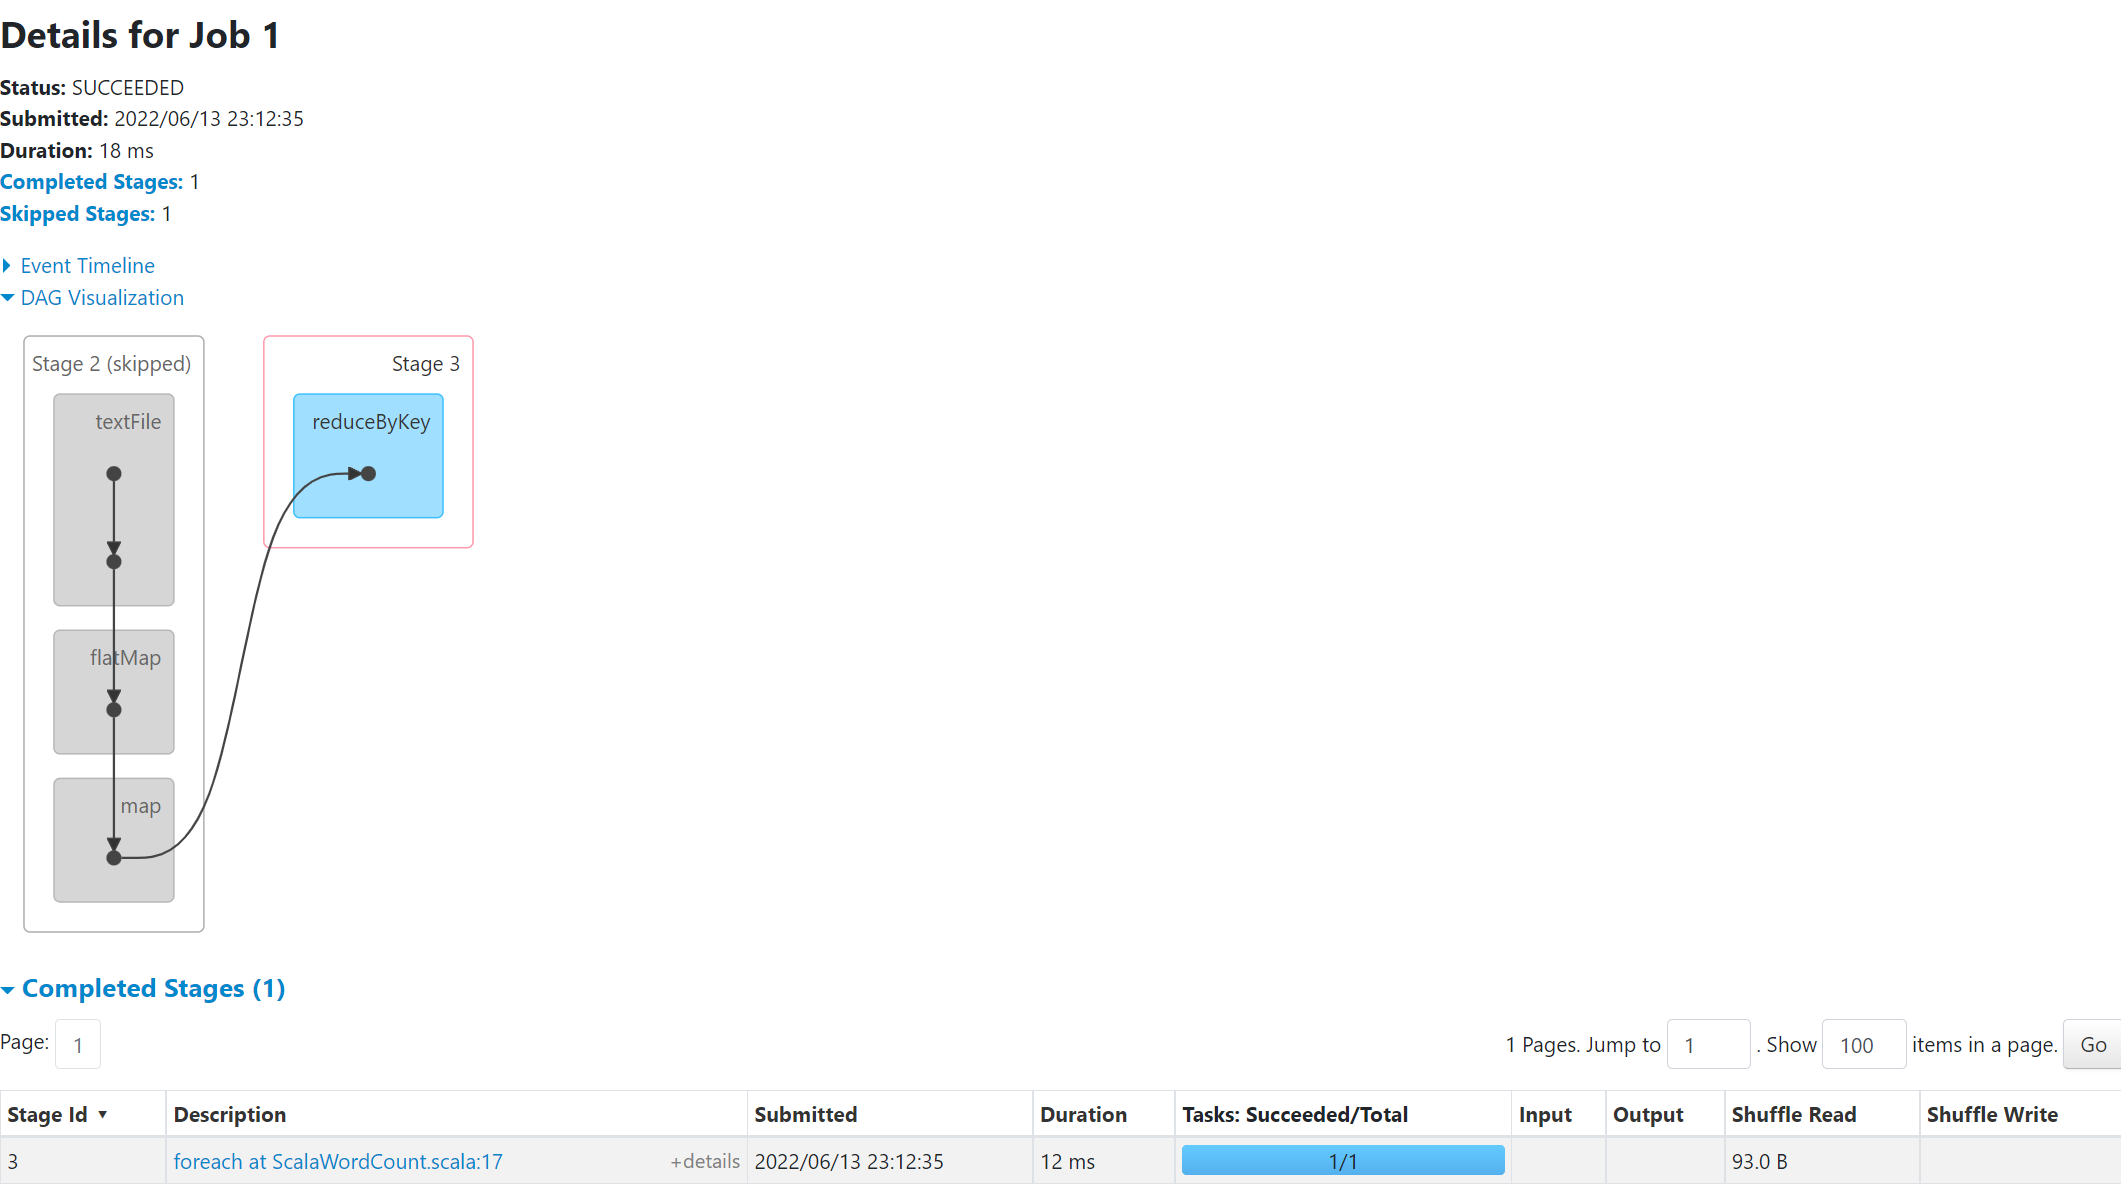 Details for Job 1
Status: SUCCEEDED
Submitted: 2022/06/13 23:12:35
Duration: 18 ms
Completed Stages: 1
Skipped Stages: 1
Event Timeline
DAG Visualization
Stage 2 (skipped)
textFile
flatMap
map
Stage 3
reduceByKey
Completed Stages (1)
Page: 1
1 Pages. Jump to 1 . Show 100 items in a page. Go
Stage Id ▾ Description Submitted Duration Tasks: Succeeded/Total Input Output Shuffle Read Shuffle Write
3 foreach at ScalaWordCount.scala:17 +details 2022/06/13 23:12:35 12 ms 1/1 93.0 B